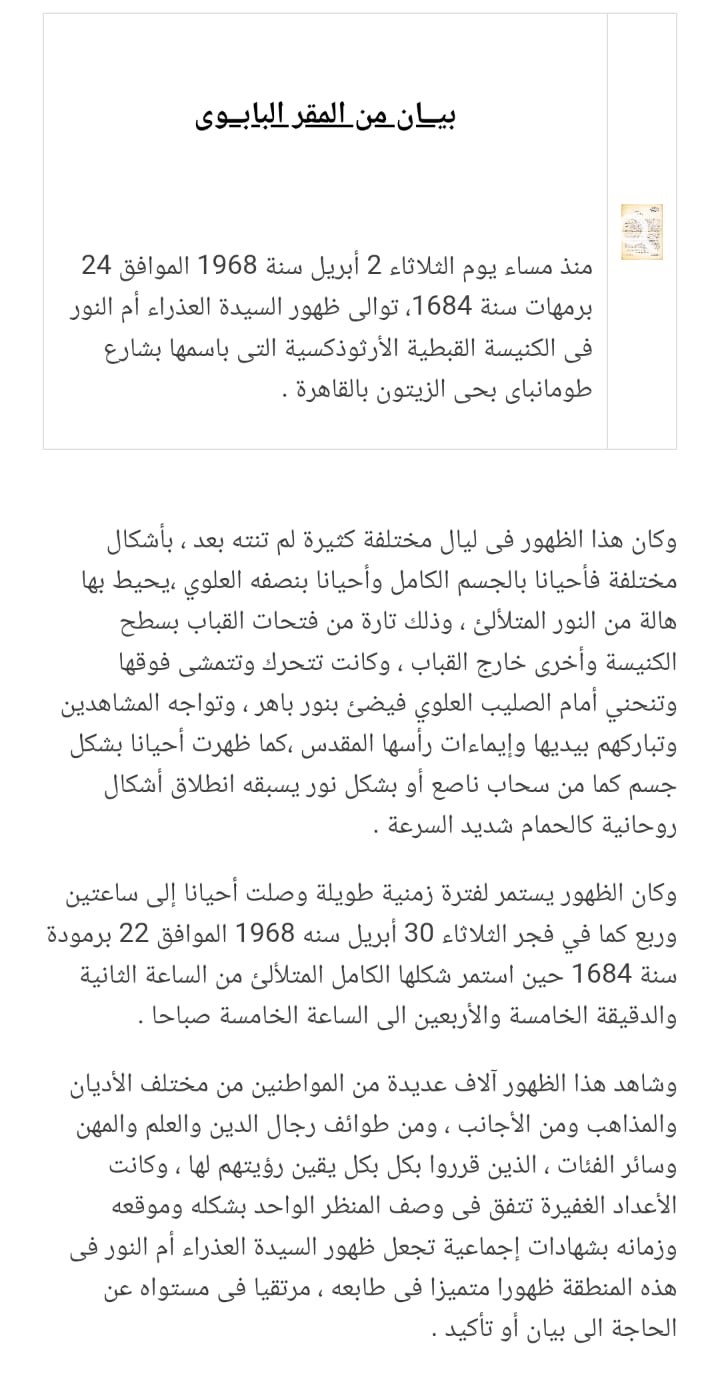 بيــان من المقر البابــوى
منذ مساء يوم الثلاثاء 2 أبريل سنة 1968 الموافق 24
برمهات سنة 1684، توالى ظهور السيدة العذراء أم النور
فى الكنيسة القبطية الأرثوذكسية التى باسمها بشارع
طومانباى بحى الزيتون بالقاهرة .
وكان هذا الظهور فى ليال مختلفة كثيرة لم تنته بعد ، بأشكال
مختلفة فأحيانا بالجسم الكامل وأحيانا بنصفه العلوي ،يحيط بها
هالة من النور المتلألئ ، وذلك تارة من فتحات القباب بسطح
الكنيسة وأخرى خارج القباب ، وكانت تتحرك وتتمشى فوقها
وتنحني أمام الصليب العلوي فيضئ بنور باهر ، وتواجه المشاهدين
وتباركهم بيديها وإيماءات رأسها المقدس ،كما ظهرت أحيانا بشكل
جسم كما من سحاب ناصع أو بشكل نور يسبقه انطلاق أشكال
روحانية كالحمام شديد السرعة .
وكان الظهور يستمر لفترة زمنية طويلة وصلت أحيانا إلى ساعتين
وربع كما في فجر الثلاثاء 30 أبريل سنه 1968 الموافق 22 برمودة
سنة 1684 حين استمر شكلها الكامل المتلألئ من الساعة الثانية
والدقيقة الخامسة والأربعين الى الساعة الخامسة صباحا .
وشاهد هذا الظهور آلاف عديدة من المواطنين من مختلف الأديان
والمذاهب ومن الأجانب ، ومن طوائف رجال الدين والعلم والمهن
وسائر الفئات ، الذين قرروا بكل بكل يقين رؤيتهم لها ، وكانت
الأعداد الغفيرة تتفق فى وصف المنظر الواحد بشكله وموقعه
وزمانه بشهادات إجماعية تجعل ظهور السيدة العذراء أم النور فى
هذه المنطقة ظهورا متميزا فى طابعه ، مرتقيا فى مستواه عن
الحاجة الى بيان أو تأكيد .